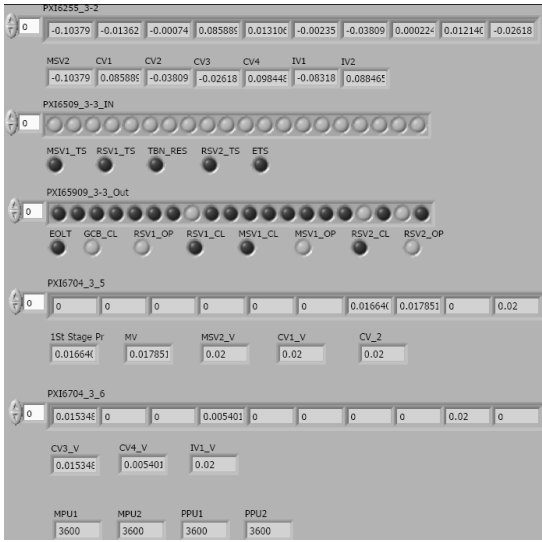 PXI6255_3-2
0 -0.10379 -0.01362 -0.00074 0.085889 0.013106 -0.00235 -0.03809 0.000224 0.012140 -0.02618
MSV2 CV1 CV2 CV3 CV4 IV1 IV2
-0.10379 0.085889 -0.03809 -0.02618 0.098448 -0.08318 0.088465
PXI6509_3-3_IN
0
MSV1_TS RSV1_TS TBN_RES RSV2_TS ETS
PXI65909_3-3_Out
0
EOLT GCB_CL RSV1_OP RSV1_CL MSV1_CL MSV1_OP RSV2_CL RSV2_OP
PXI6704_3_5
0 0 0 0 0 0 0 0.01664( 0.017851 0 0.02
1St Stage Pr MV MSV2_V CV1_V CV_2
0.01664( 0.017851 0.02 0.02 0.02
PXI6704_3_6
0 0.015348 0 0 0.005401 0 0 0 0 0.02 0
CV3_V CV4_V IV1_V
0.015348 0.005401 0.02
MPU1 MPU2 PPU1 PPU2
3600 3600 3600 3600